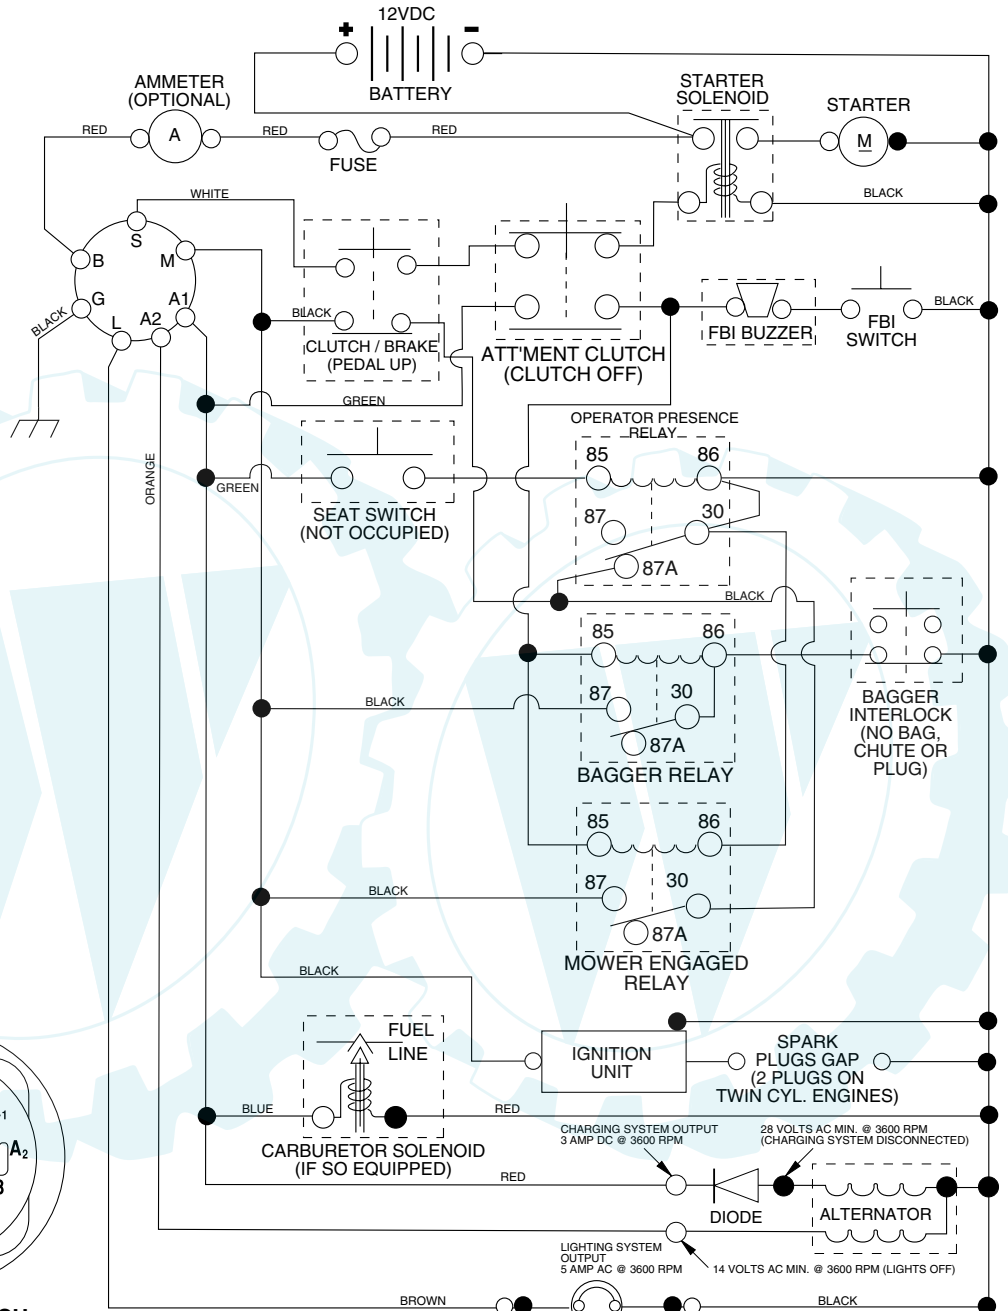 12VDC
+
-
BATTERY
AMMETER
(OPTIONAL)
A
RED
RED
RED
FUSE
STARTER
SOLENOID
STARTER
M
BLACK
WHITE
S
B
M
G
A1
A2
L
BLACK
BLACK
CLUTCH / BRAKE
(PEDAL UP)
ATT'MENT CLUTCH
(CLUTCH OFF)
FBI BUZZER
FBI
SWITCH
BLACK
GREEN
ORANGE
GREEN
SEAT SWITCH
(NOT OCCUPIED)
OPERATOR PRESENCE
RELAY
85
86
87
30
87A
BLACK
85
86
87
30
87A
BLACK
BAGGER RELAY
BAGGER
INTERLOCK
(NO BAG,
CHUTE OR
PLUG)
85
86
87
30
87A
BLACK
MOWER ENGAGED
RELAY
BLACK
FUEL
LINE
IGNITION
UNIT
SPARK
PLUGS GAP
(2 PLUGS ON
TWIN CYL. ENGINES)
BLUE
RED
CARBURETOR SOLENOID
(IF SO EQUIPPED)
CHARGING SYSTEM OUTPUT
3 AMP DC @ 3600 RPM
28 VOLTS AC MIN. @ 3600 RPM
(CHARGING SYSTEM DISCONNECTED)
RED
DIODE
ALTERNATOR
LIGHTING SYSTEM
OUTPUT
5 AMP AC @ 3600 RPM
14 VOLTS AC MIN. @ 3600 RPM (LIGHTS OFF)
BROWN
BLACK
A2